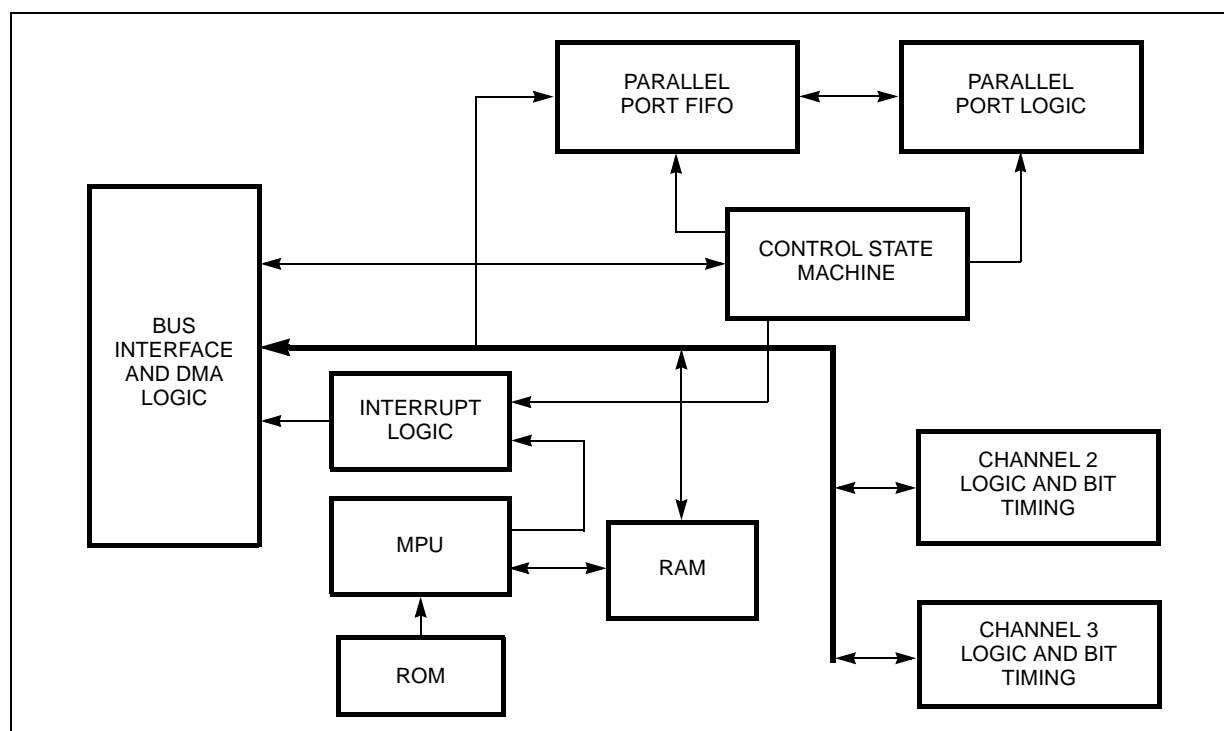 PARALLEL
PORT FIFO
PARALLEL
PORT LOGIC
CONTROL STATE
MACHINE
BUS
INTERFACE
AND DMA
LOGIC
INTERRUPT
LOGIC
MPU
RAM
ROM
CHANNEL 2
LOGIC AND BIT
TIMING
CHANNEL 3
LOGIC AND BIT
TIMING